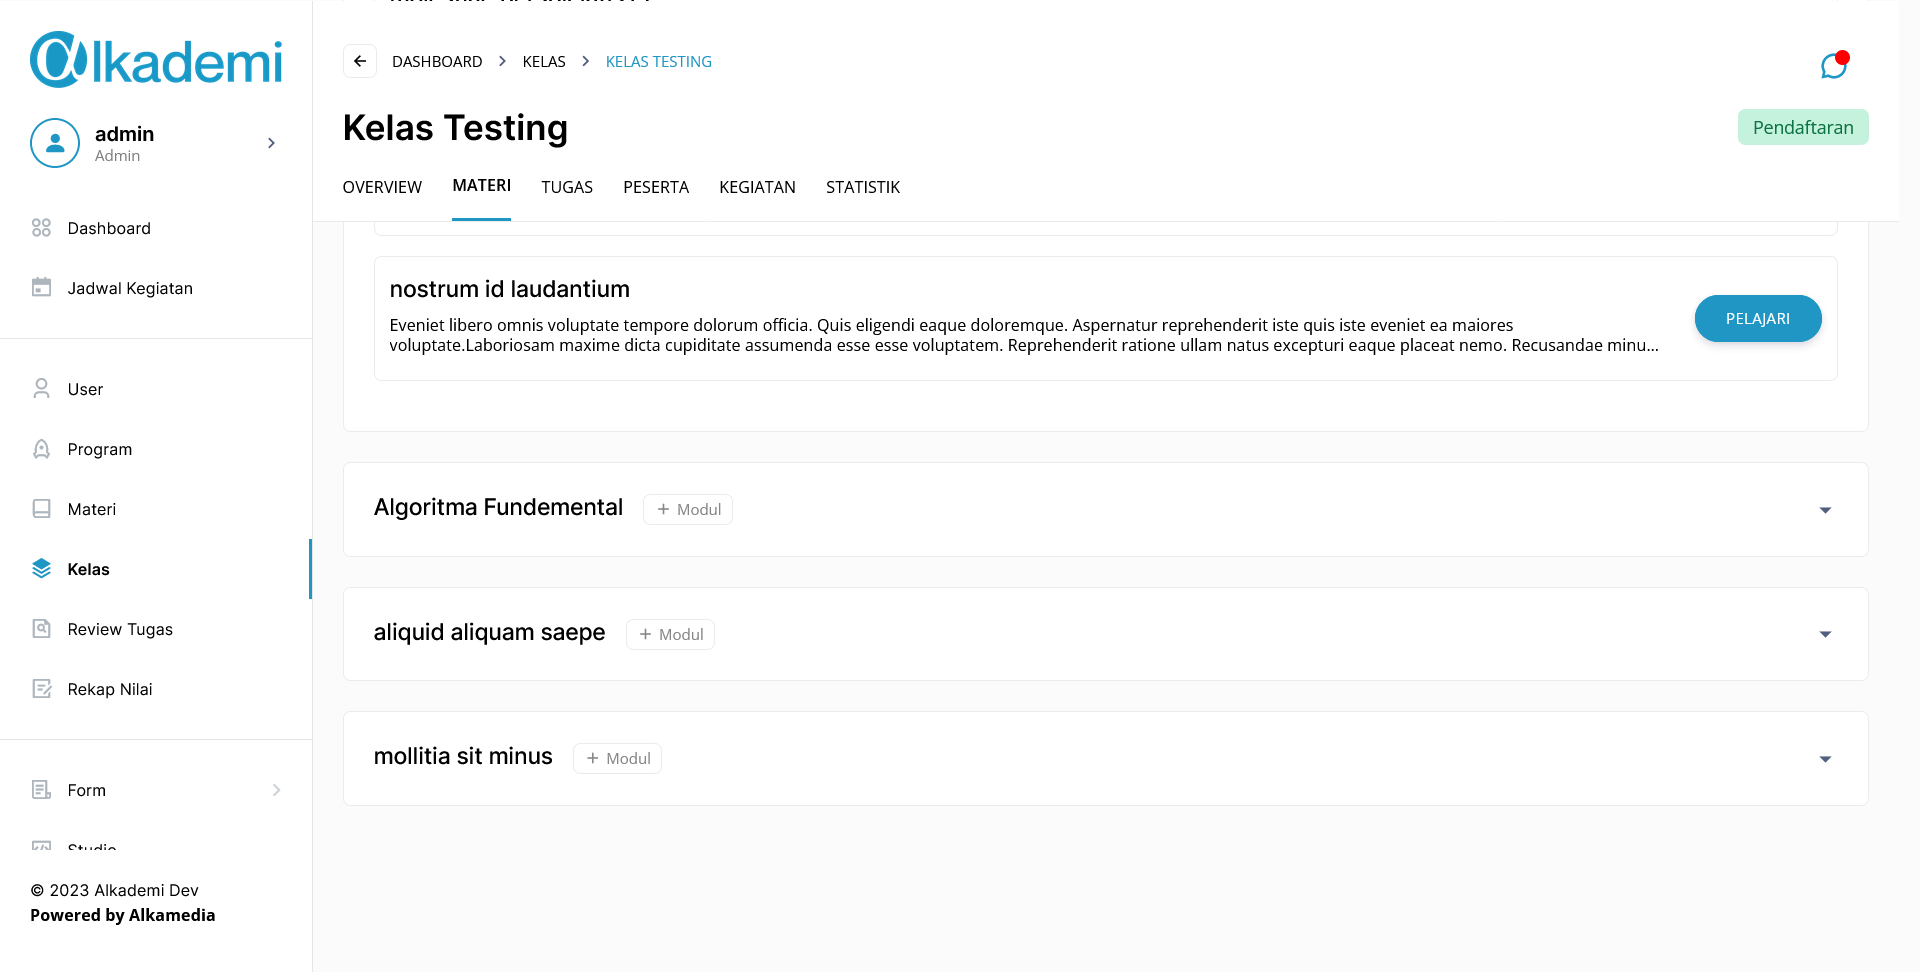 Alkademi
admin
Admin
Dashboard
Jadwal Kegiatan
User
Program
Materi
Kelas
Review Tugas
Rekap Nilai
Form
Studio
© 2023 Alkademi Dev
Powered by Alkamedia
DASHBOARD
KELAS
KELAS TESTING
Kelas Testing
Pendaftaran
OVERVIEW
MATERI
TUGAS
PESERTA
KEGIATAN
STATISTIK
nostrum id laudantium
Eveniet libero omnis voluptate tempore dolorum officia. Quis eligendi eaque doloremque. Aspernatur reprehenderit iste quis iste eveniet ea maiores
voluptate.Laboriosam maxime dicta cupiditate assumenda esse esse voluptatem. Reprehenderit ratione ullam natus excepturi eaque placeat nemo. Recusandae minu...
PELAJARI
Algoritma Fundemental
+ Modul
aliquid aliquam saepe
+ Modul
mollitia sit minus
+ Modul